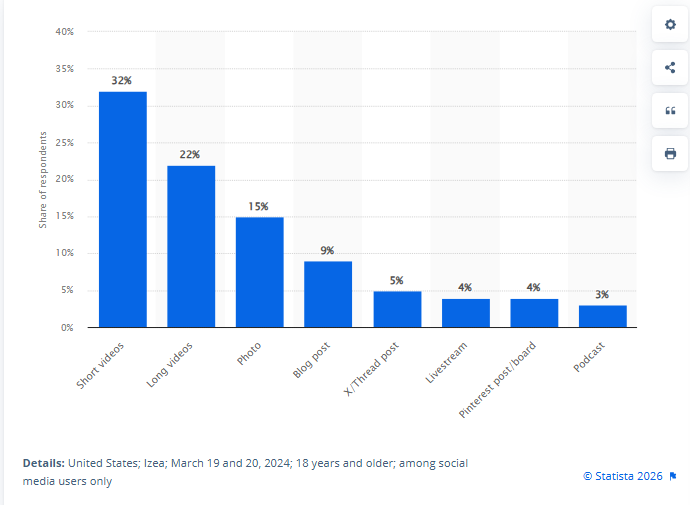 40%
35%
30%
25%
20%
15%
10%
5%
0%
Share of respondents
32%
22%
15%
9%
5%
4%
4%
3%
Short videos
Long videos
Photo
Blog post
X/Thread post
Livestream
Pinterest post/board
Podcast
Details: United States; Izea; March 19 and 20, 2024; 18 years and older; among social
media users only
© Statista 2026